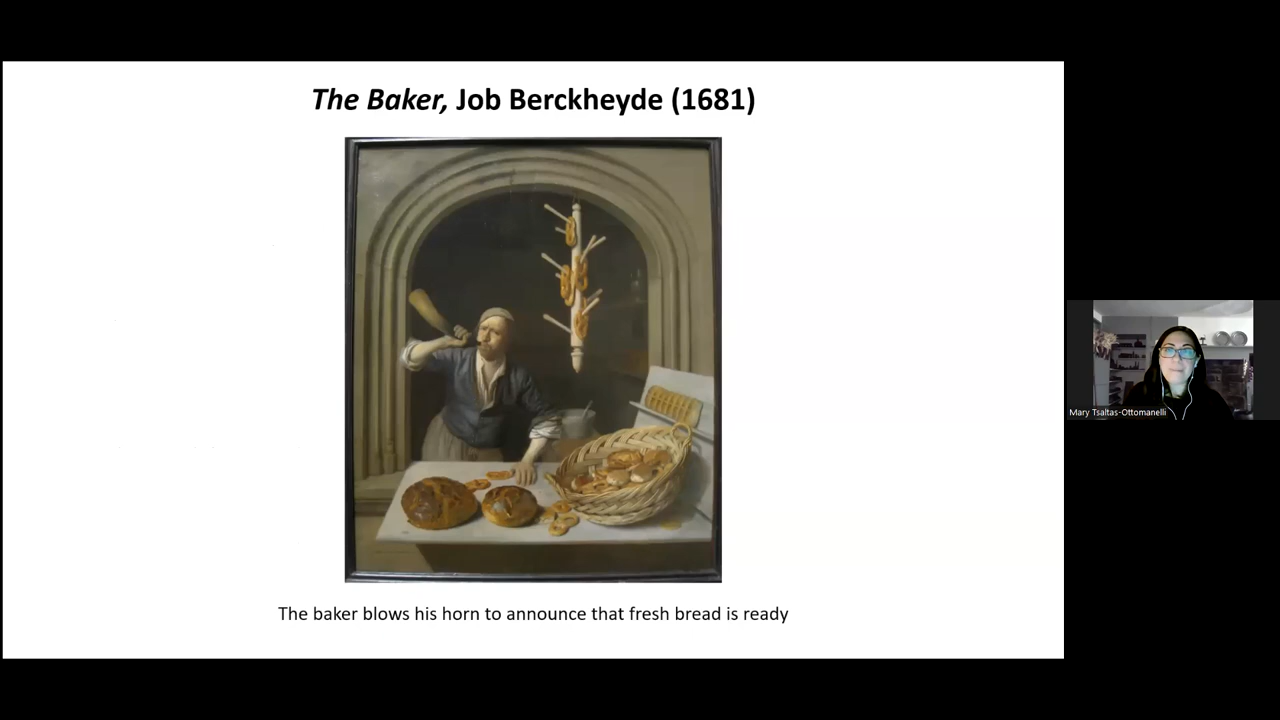 The Baker, Job Berckheyde (1681)
The baker blows his horn to announce that fresh bread is ready
Mary Tsaltas-Ottomanelli